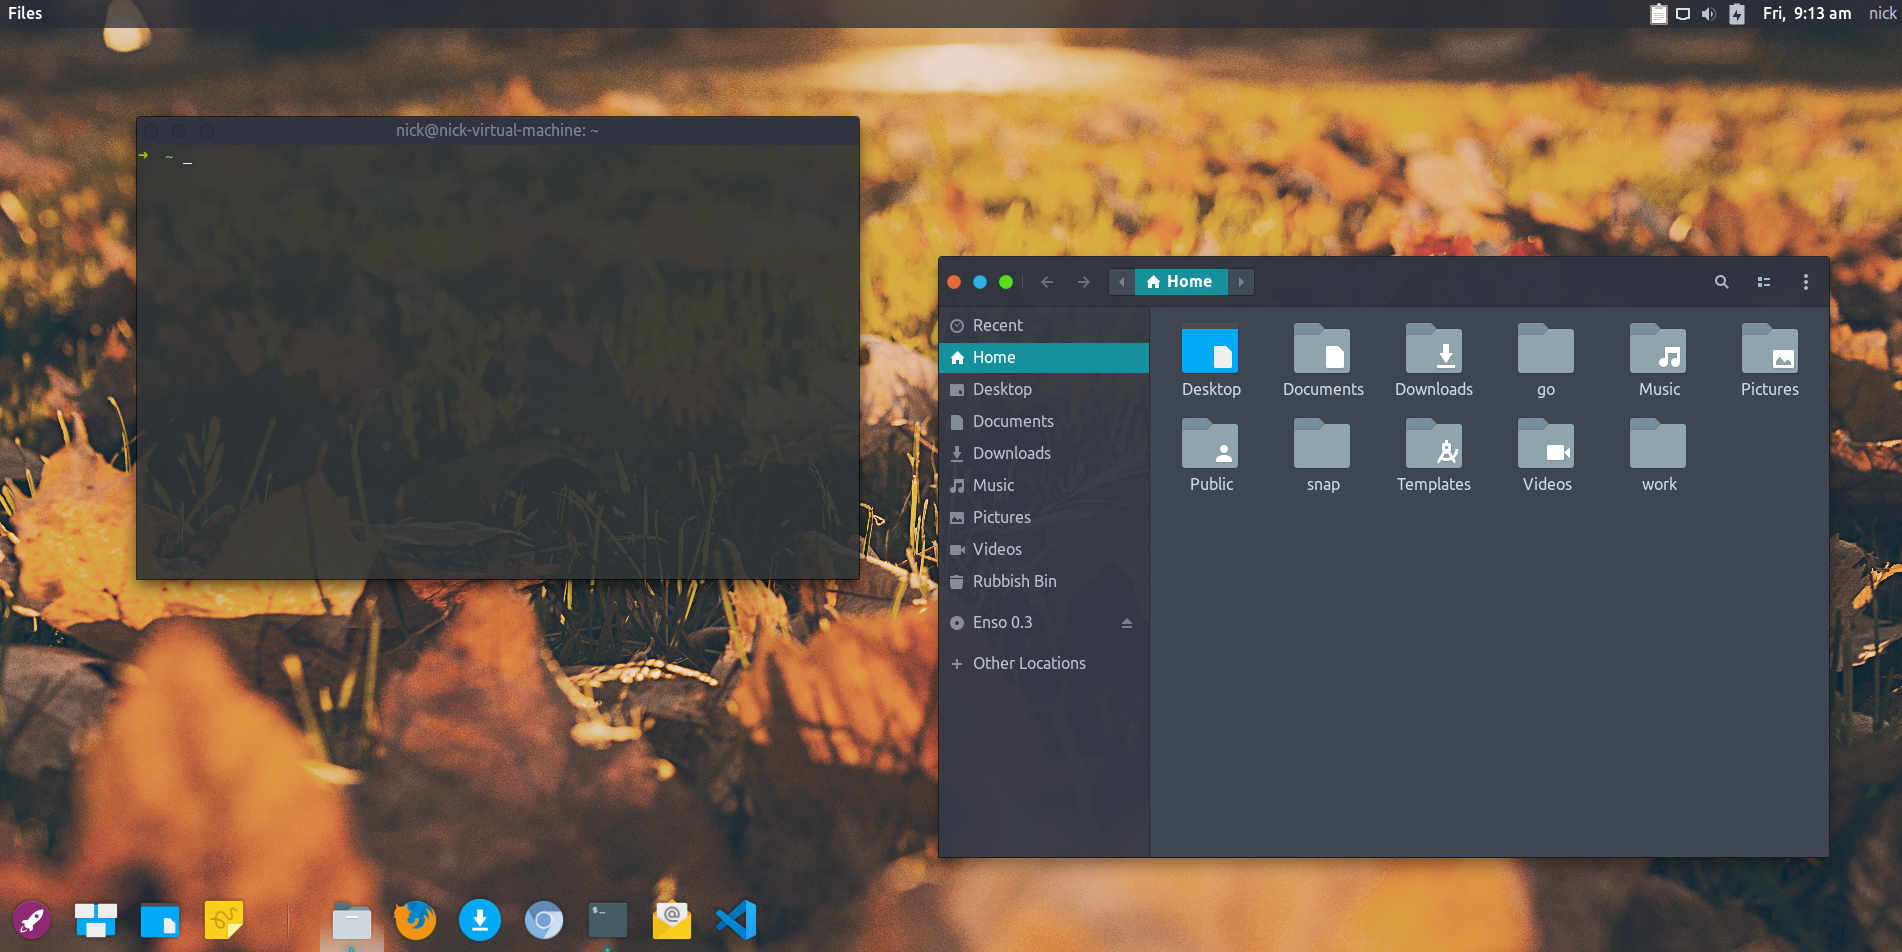 Files
Fri, 9:13 am nick
nick@nick-virtual-machine: ~
➜ ~ _
Home
Recent
Home
Desktop
Documents
Downloads
Music
Pictures
Videos
Rubbish Bin
Enso 0.3
Other Locations
Desktop Documents Downloads go Music Pictures
Public snap Templates Videos work
$_
@